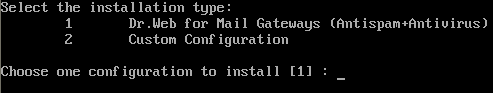 Select the installation type:
1 Dr.Web for Mail Gateways (Antispam+Antivirus)
2 Custom Configuration
Choose one configuration to install [1] : _